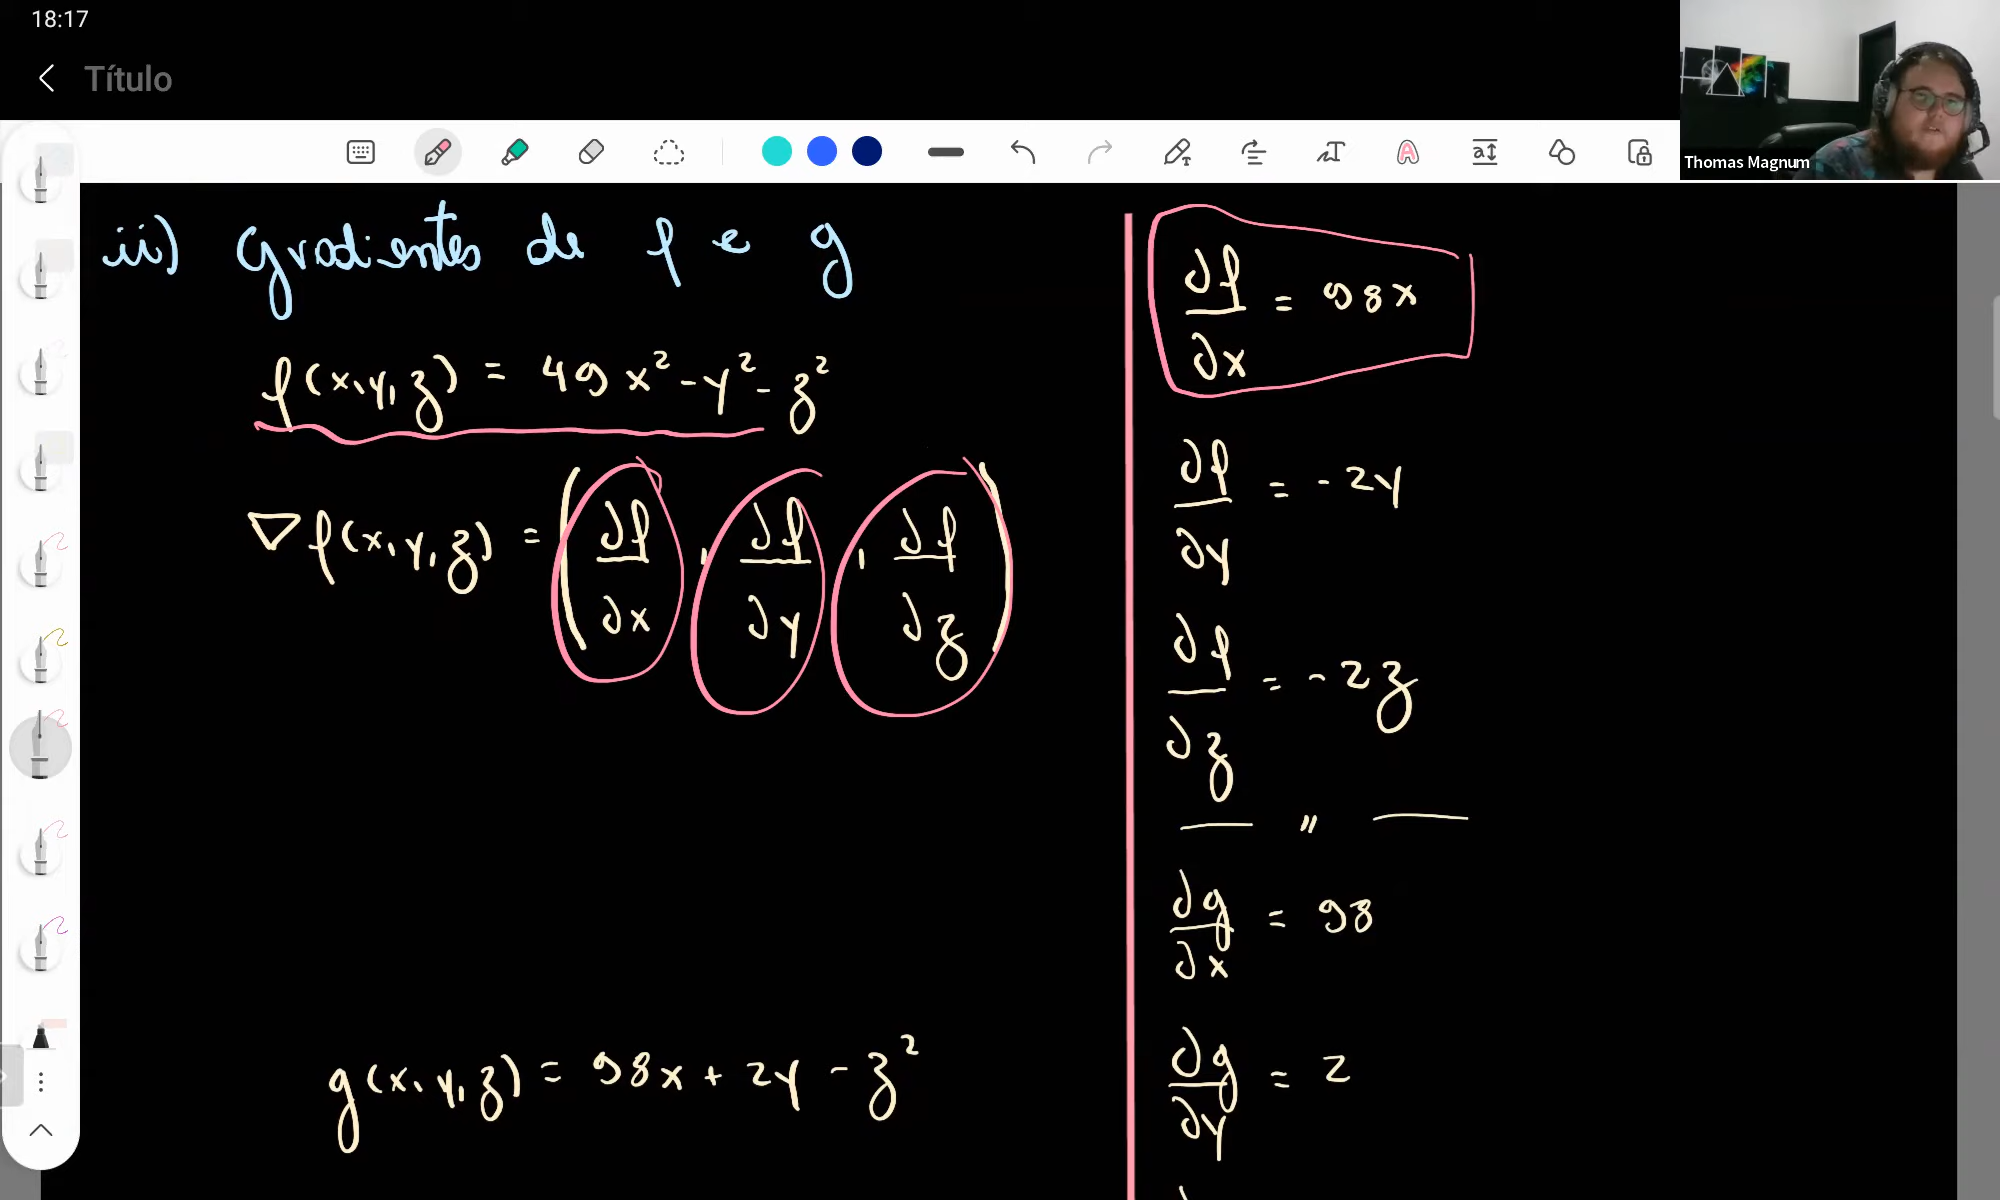 18:17
Título
Thomas Magnum
ii) Gradientes de f e g
f(x,y,z) = 49x² - y² - z²
∇f(x,y,z) = (∂f/∂x, ∂f/∂y, ∂f/∂z)
g(x,y,z) = 98x + 2y - z²
∂f/∂x = 98x
∂f/∂y = -2y
∂f/∂z = -2z
— " —
∂g/∂x = 98
∂g/∂y = 2